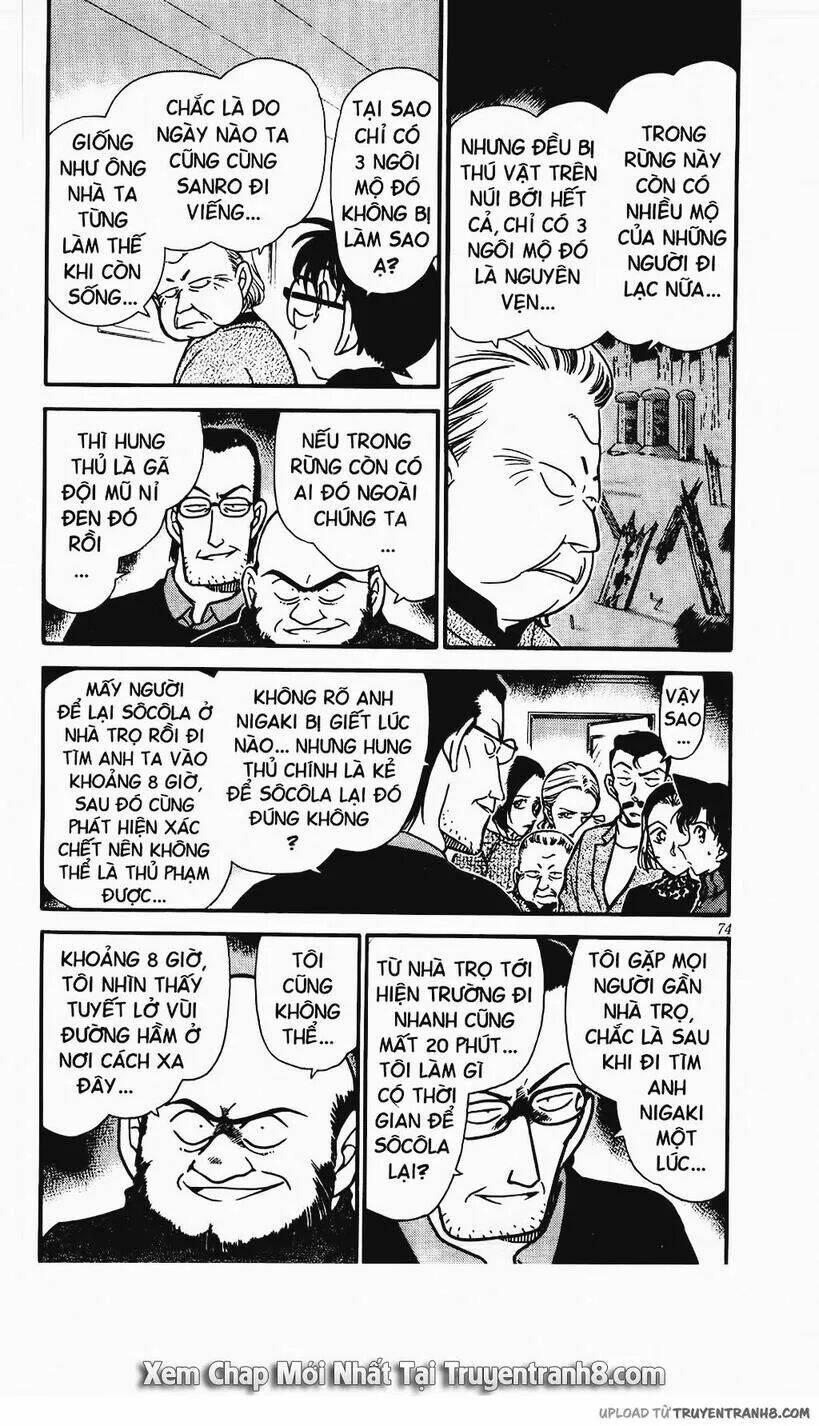 TRONG
RỪNG NÀY
CÒN CÓ
NHIỀU MỘ
CỦA NHỮNG
NGƯỜI ĐI
LẠC NỮA...
NHƯNG ĐỀU BỊ
THÚ VẬT TRÊN
NÚI BỚI HẾT
CẢ, CHỈ CÓ 3
NGÔI MỘ ĐÓ
LÀ NGUYÊN
VẸN...
TẠI SAO
CHỈ CÓ
3 NGÔI
MỘ ĐÓ
KHÔNG BỊ
LÀM SAO
Ạ?
CHẮC LÀ DO
NGÀY NÀO TA
CŨNG CÙNG
SANRO ĐI
VIẾNG...
GIỐNG
NHƯ ÔNG
NHÀ TA
TỪNG
LÀM THẾ
KHI CÒN
SỐNG...
NẾU TRONG
RỪNG CÒN CÓ
AI ĐÓ NGOÀI
CHÚNG TA
...
THÌ HUNG
THỦ LÀ GÃ
ĐỘI MŨ NỈ
ĐEN ĐÓ
RỒI
...
VẬY
SAO
...
KHÔNG RÕ ANH
NIGAKI BỊ GIẾT LÚC
NÀO... NHƯNG HUNG
THỦ CHÍNH LÀ KẺ
ĐỂ SÔCÔLA LẠI ĐÓ
ĐÚNG KHÔNG
?
MẤY NGƯỜI
ĐỂ LẠI SÔCÔLA Ở
NHÀ TRỌ RỒI ĐI
TÌM ANH TA VÀO
KHOẢNG 8 GIỜ,
SAU ĐÓ CÙNG
PHÁT HIỆN XÁC
CHẾT NÊN KHÔNG
THỂ LÀ THỦ PHẠM
ĐƯỢC...
74
TÔI GẶP MỌI
NGƯỜI GẦN
NHÀ TRỌ,
CHẮC LÀ SAU
KHI ĐI TÌM
ANH
NIGAKI
MỘT
LÚC...
TỪ NHÀ TRỌ TỚI
HIỆN TRƯỜNG ĐI
NHANH CŨNG
MẤT 20 PHÚT...
TÔI LÀM GÌ
CÓ THỜI
GIAN ĐỂ
SÔCÔLA
LẠI?
TÔI
CŨNG
KHÔNG
THỂ...
KHOẢNG 8 GIỜ,
TÔI NHÌN THẤY
TUYẾT LỞ VÙI
ĐƯỜNG HẦM Ở
NƠI CÁCH XA
ĐÂY...
Xem Chap Mới Nhất Tại Truyentranh8.com
UPLOAD TỪ TRUYENTRANH8.COM